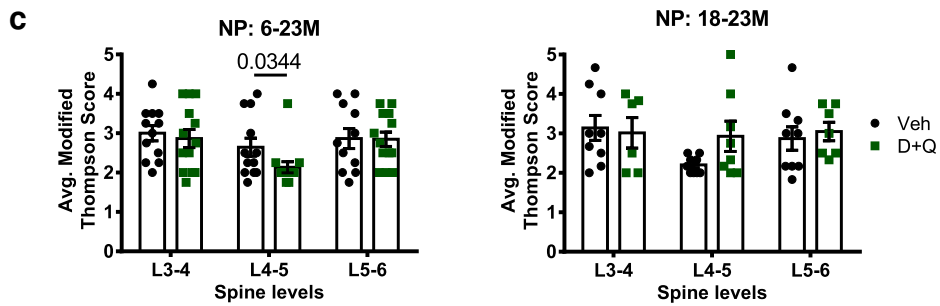 c
NP: 6-23M
0.0344
Avg. Modified
Thompson Score
5
4
3
2
1
0
L3-4
L4-5
L5-6
Spine levels
NP: 18-23M
Avg. Modified
Thompson Score
5
4
3
2
1
0
L3-4
L4-5
L5-6
Spine levels
Veh
D+Q